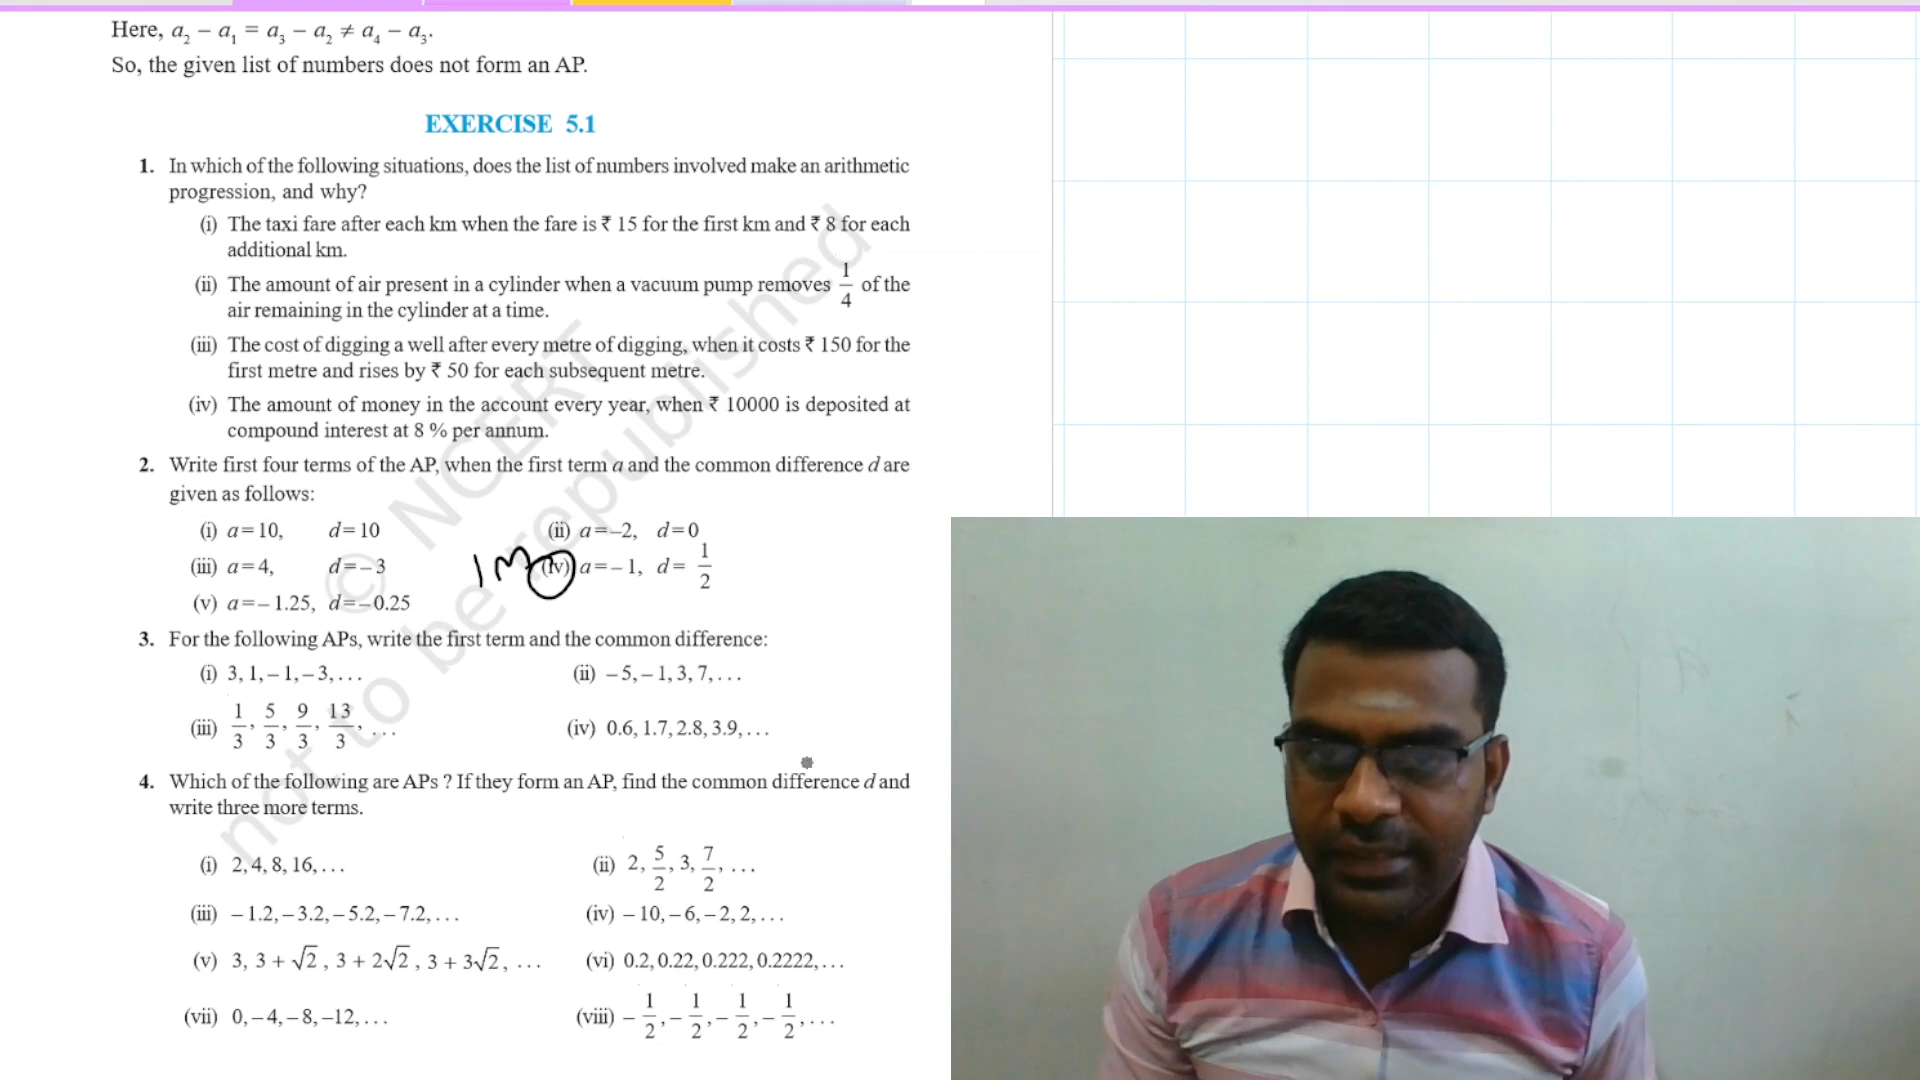 Here, a₂ – a₁ = a₃ – a₂ ≠ a₄ – a₃.
So, the given list of numbers does not form an AP.
EXERCISE 5.1
1. In which of the following situations, does the list of numbers involved make an arithmetic
progression, and why?
(i) The taxi fare after each km when the fare is ₹ 15 for the first km and ₹ 8 for each
additional km.
(ii) The amount of air present in a cylinder when a vacuum pump removes 1/4 of the
air remaining in the cylinder at a time.
(iii) The cost of digging a well after every metre of digging, when it costs ₹ 150 for the
first metre and rises by ₹ 50 for each subsequent metre.
(iv) The amount of money in the account every year, when ₹ 10000 is deposited at
compound interest at 8 % per annum.
2. Write first four terms of the AP, when the first term a and the common difference d are
given as follows:
(i) a = 10, d = 10 (ii) a = –2, d = 0
(iii) a = 4, d = – 3 1M (iv) a = – 1, d = 1/2
(v) a = – 1.25, d = – 0.25
3. For the following APs, write the first term and the common difference:
(i) 3, 1, – 1, – 3, . . . (ii) – 5, – 1, 3, 7, . . .
(iii) 1/3, 5/3, 9/3, 13/3, . . . (iv) 0.6, 1.7, 2.8, 3.9, . . .
4. Which of the following are APs ? If they form an AP, find the common difference d and
write three more terms.
(i) 2, 4, 8, 16, . . . (ii) 2, 5/2, 3, 7/2, . . .
(iii) – 1.2, – 3.2, – 5.2, – 7.2, . . . (iv) – 10, – 6, – 2, 2, . . .
(v) 3, 3 + √2, 3 + 2√2, 3 + 3√2, . . . (vi) 0.2, 0.22, 0.222, 0.2222, . . .
(vii) 0, – 4, – 8, –12, . . . (viii) – 1/2, – 1/2, – 1/2, – 1/2, . . .
© NCERT
not to be republished